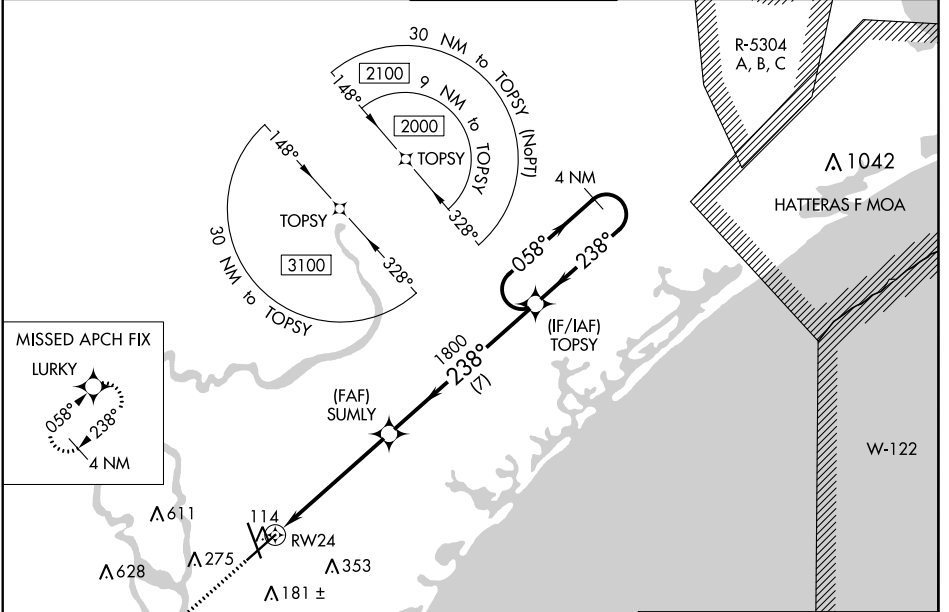 30 NM to TOPSY (NoPT)
2100
148°
9 NM to TOPSY
2000
TOPSY
328°
148°
TOPSY
328°
3100
30 NM to TOPSY
R-5304
A, B, C
1042
HATTERAS F MOA
4 NM
058°
238°
(IF/IAF)
TOPSY
1800
238°
(7)
(FAF)
SUMLY
MISSED APCH FIX
LURKY
058°
238°
4 NM
W-122
611
114
RW24
275
353
628
181 ±